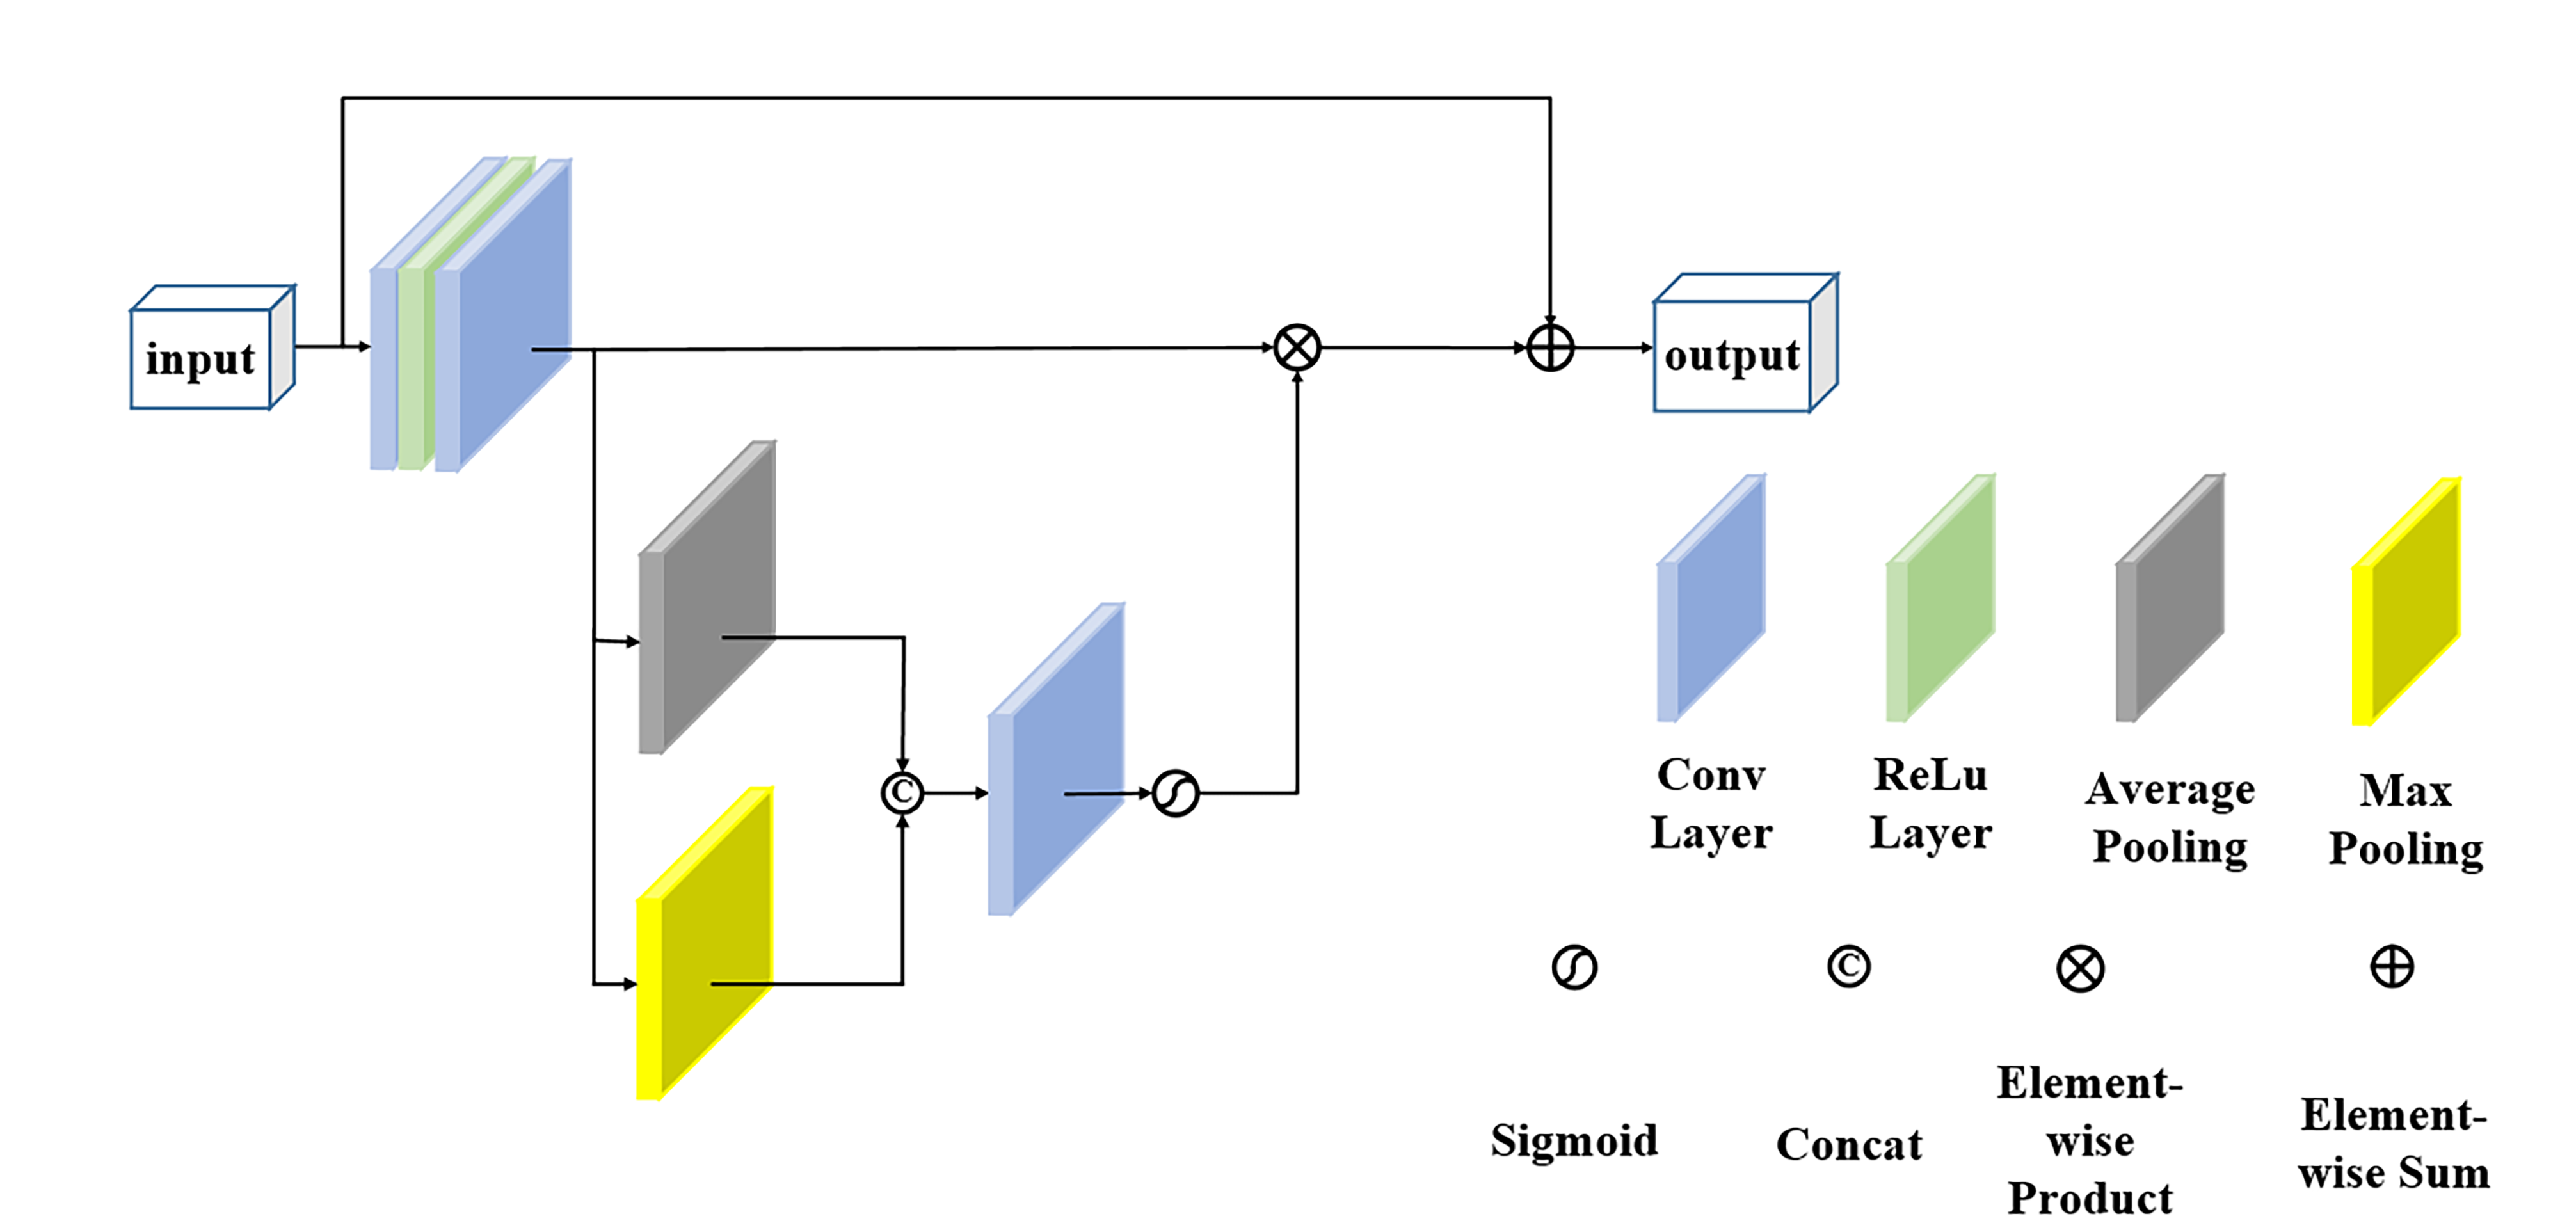 input
output
C
Conv
Layer
ReLu
Layer
Average
Pooling
Max
Pooling
C
Sigmoid
Concat
Element-
wise
Product
Element-
wise Sum